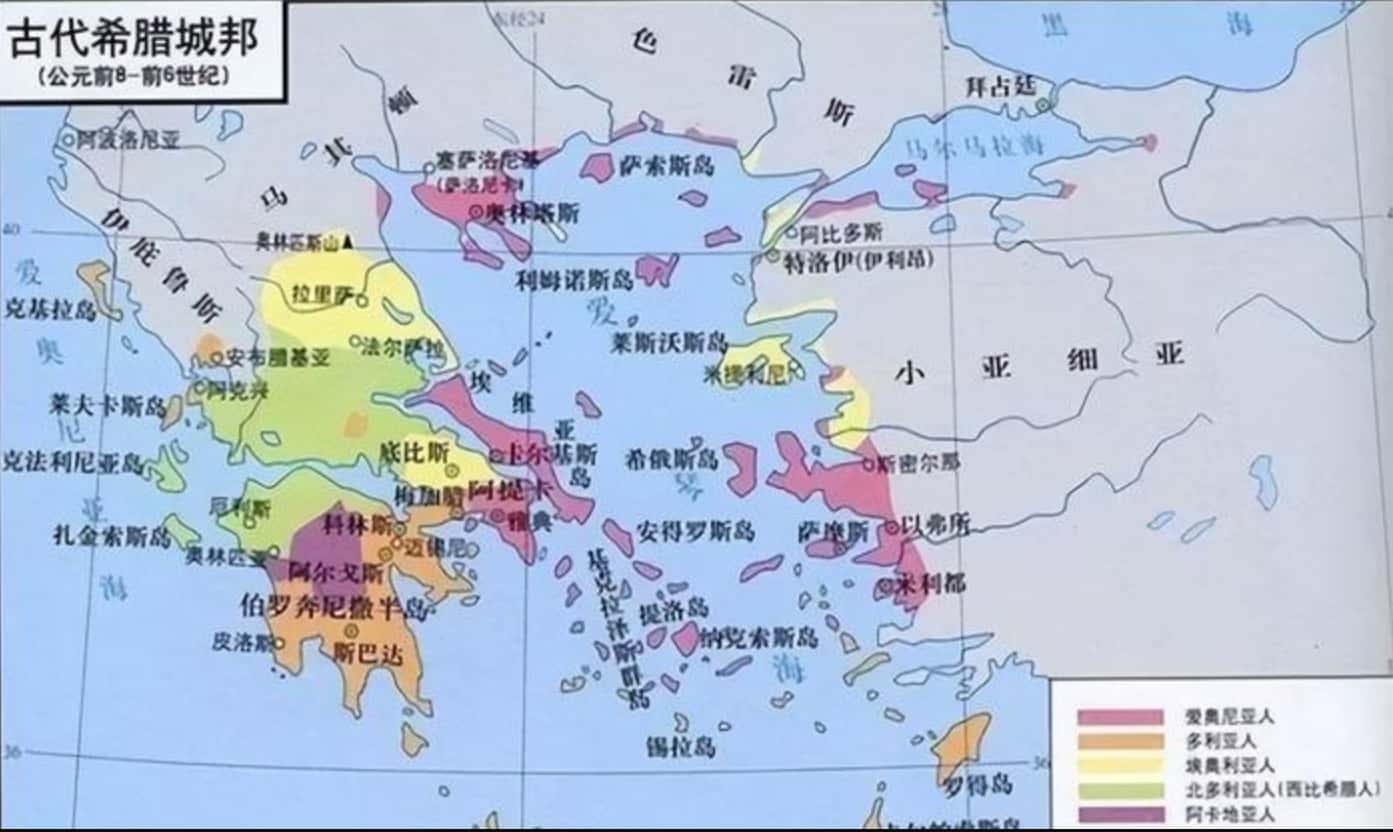 古代希腊城邦
(公元前8-前6世纪)
东经24
色雷斯
黑海
拜占廷
马尔马拉海
阿波洛尼亚
马其顿
塞萨洛尼基
(萨洛尼卡)
萨索斯岛
奥林塔斯
奥林匹斯山
伊庇鲁斯
40
阿比多斯
特洛伊(伊利昂)
利姆诺斯岛
爱琴海
爱奥尼亚海
克基拉岛
拉里萨
法尔萨拉
安布腊基亚
阿克兴
莱斯沃斯岛
米提利尼
小亚细亚
莱夫卡斯岛
埃维亚岛
克法利尼亚岛
底比斯
卡尔基斯
希俄斯岛
斯密尔那
梅加腊
阿提卡
雅典
厄利斯
科林斯
迈锡尼
扎金索斯岛
奥林匹亚
安得罗斯岛
萨摩斯
以弗所
阿尔戈斯
米利都
伯罗奔尼撒半岛
基克拉泽斯群岛
提洛岛
纳克索斯岛
皮洛斯
斯巴达
锡拉岛
罗得岛
36
36
爱奥尼亚人
多利亚人
埃奥利亚人
北多利亚人(西比希腊人)
阿卡地亚人